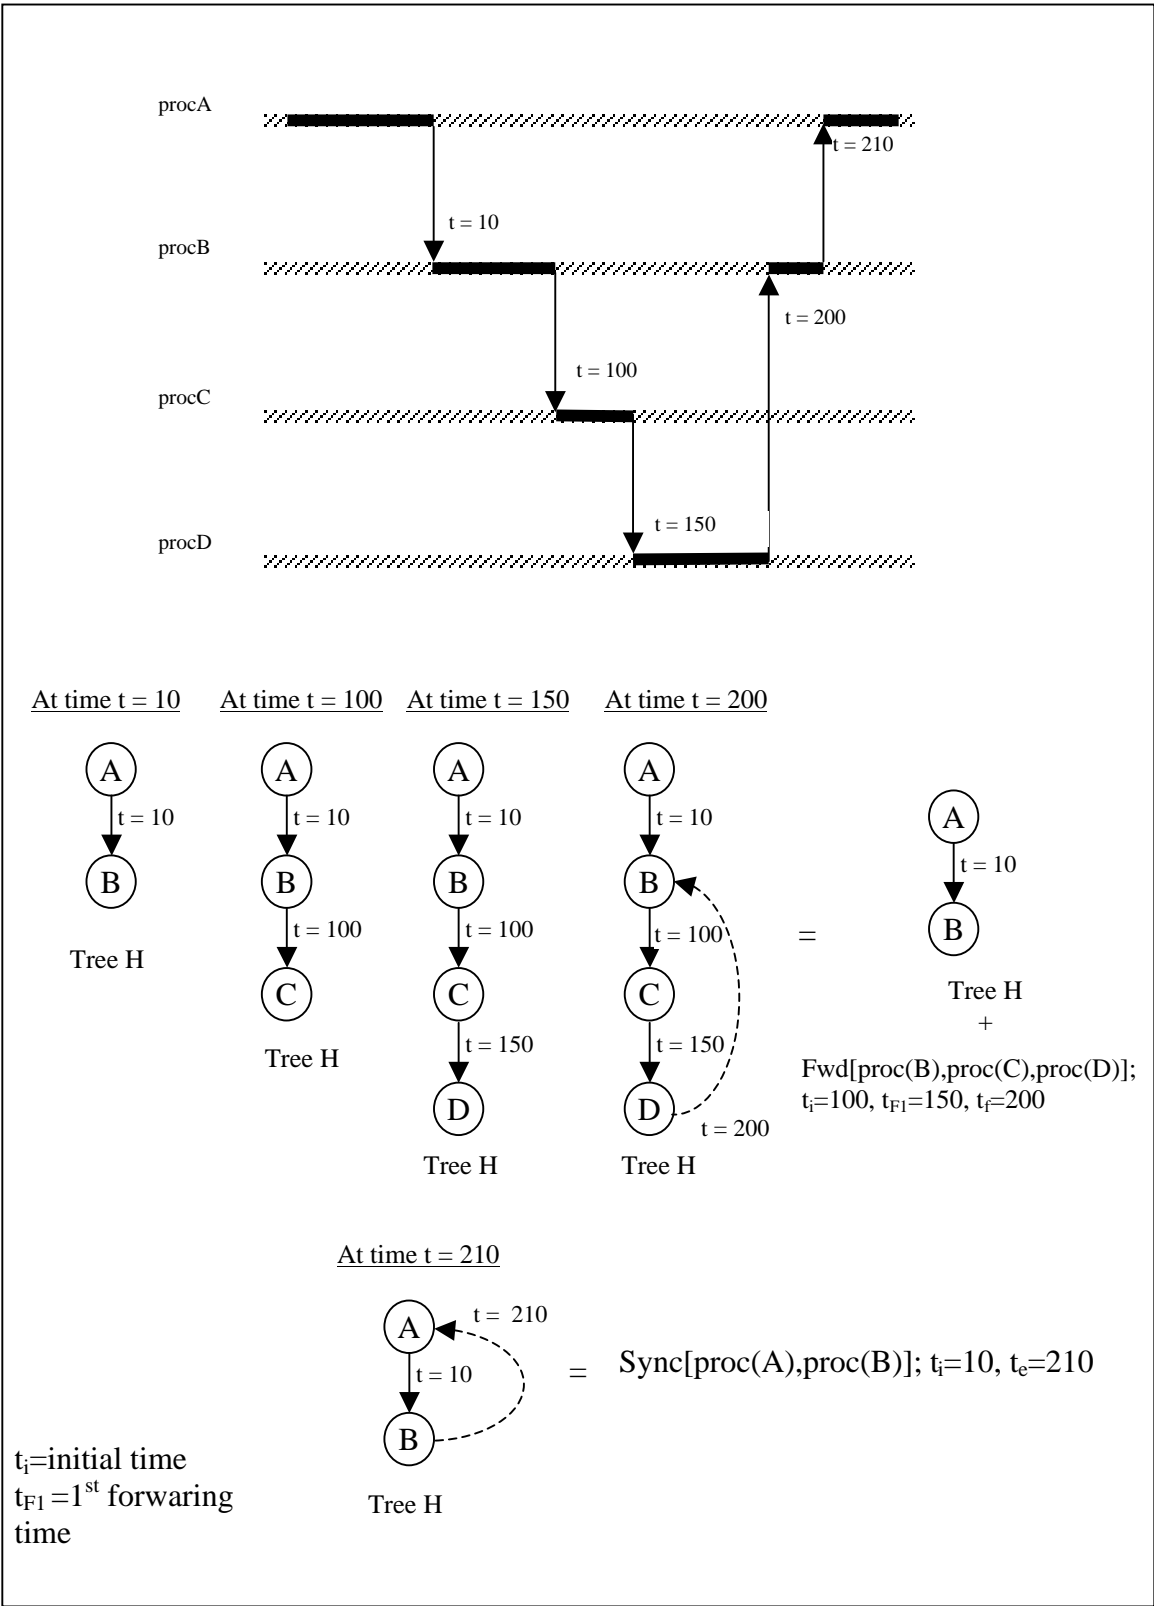 procA
t = 210
t = 10
procB
t = 200
t = 100
procC
t = 150
procD
At time t = 10
At time t = 100
At time t = 150
At time t = 200
A
t = 10
B
Tree H
A
t = 10
B
t = 100
C
Tree H
A
t = 10
B
t = 100
C
t = 150
D
Tree H
A
t = 10
B
t = 100
C
t = 150
D
t = 200
Tree H
=
A
t = 10
B
Tree H
+
Fwd[proc(B),proc(C),proc(D)];
tᵢ=100, t_F1=150, t_f=200
At time t = 210
A
t = 210
t = 10
B
Tree H
=
Sync[proc(A),proc(B)]; tᵢ=10, tₑ=210
tᵢ=initial time
t_F1 =1ˢᵗ forwaring
time